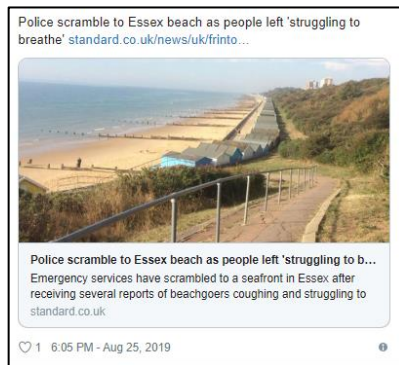 Police scramble to Essex beach as people left 'struggling to
breathe' standard.co.uk/news/uk/frinto…
Police scramble to Essex beach as people left 'struggling to b...
Emergency services have scrambled to a seafront in Essex after
receiving several reports of beachgoers coughing and struggling to
standard.co.uk
1 6:05 PM - Aug 25, 2019